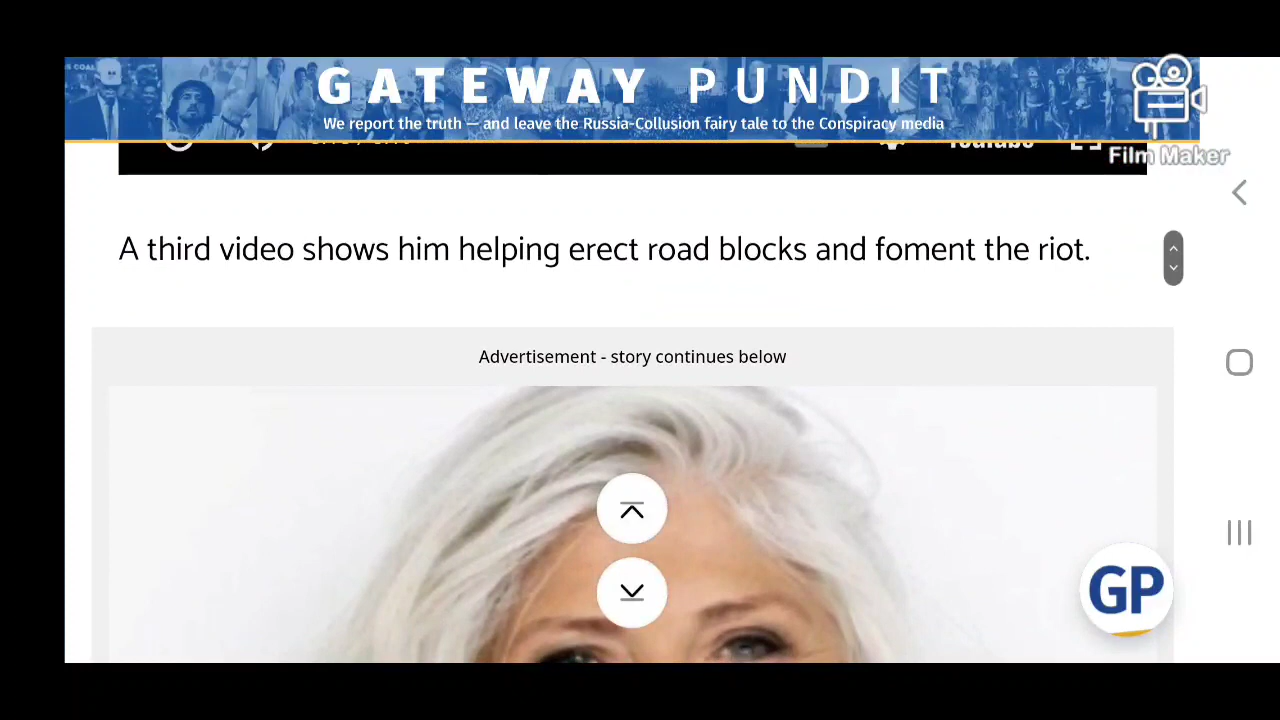 GATEWAY PUNDIT
We report the truth — and leave the Russia-Collusion fairy tale to the Conspiracy media
Film Maker
A third video shows him helping erect road blocks and foment the riot.
Advertisement - story continues below
GP